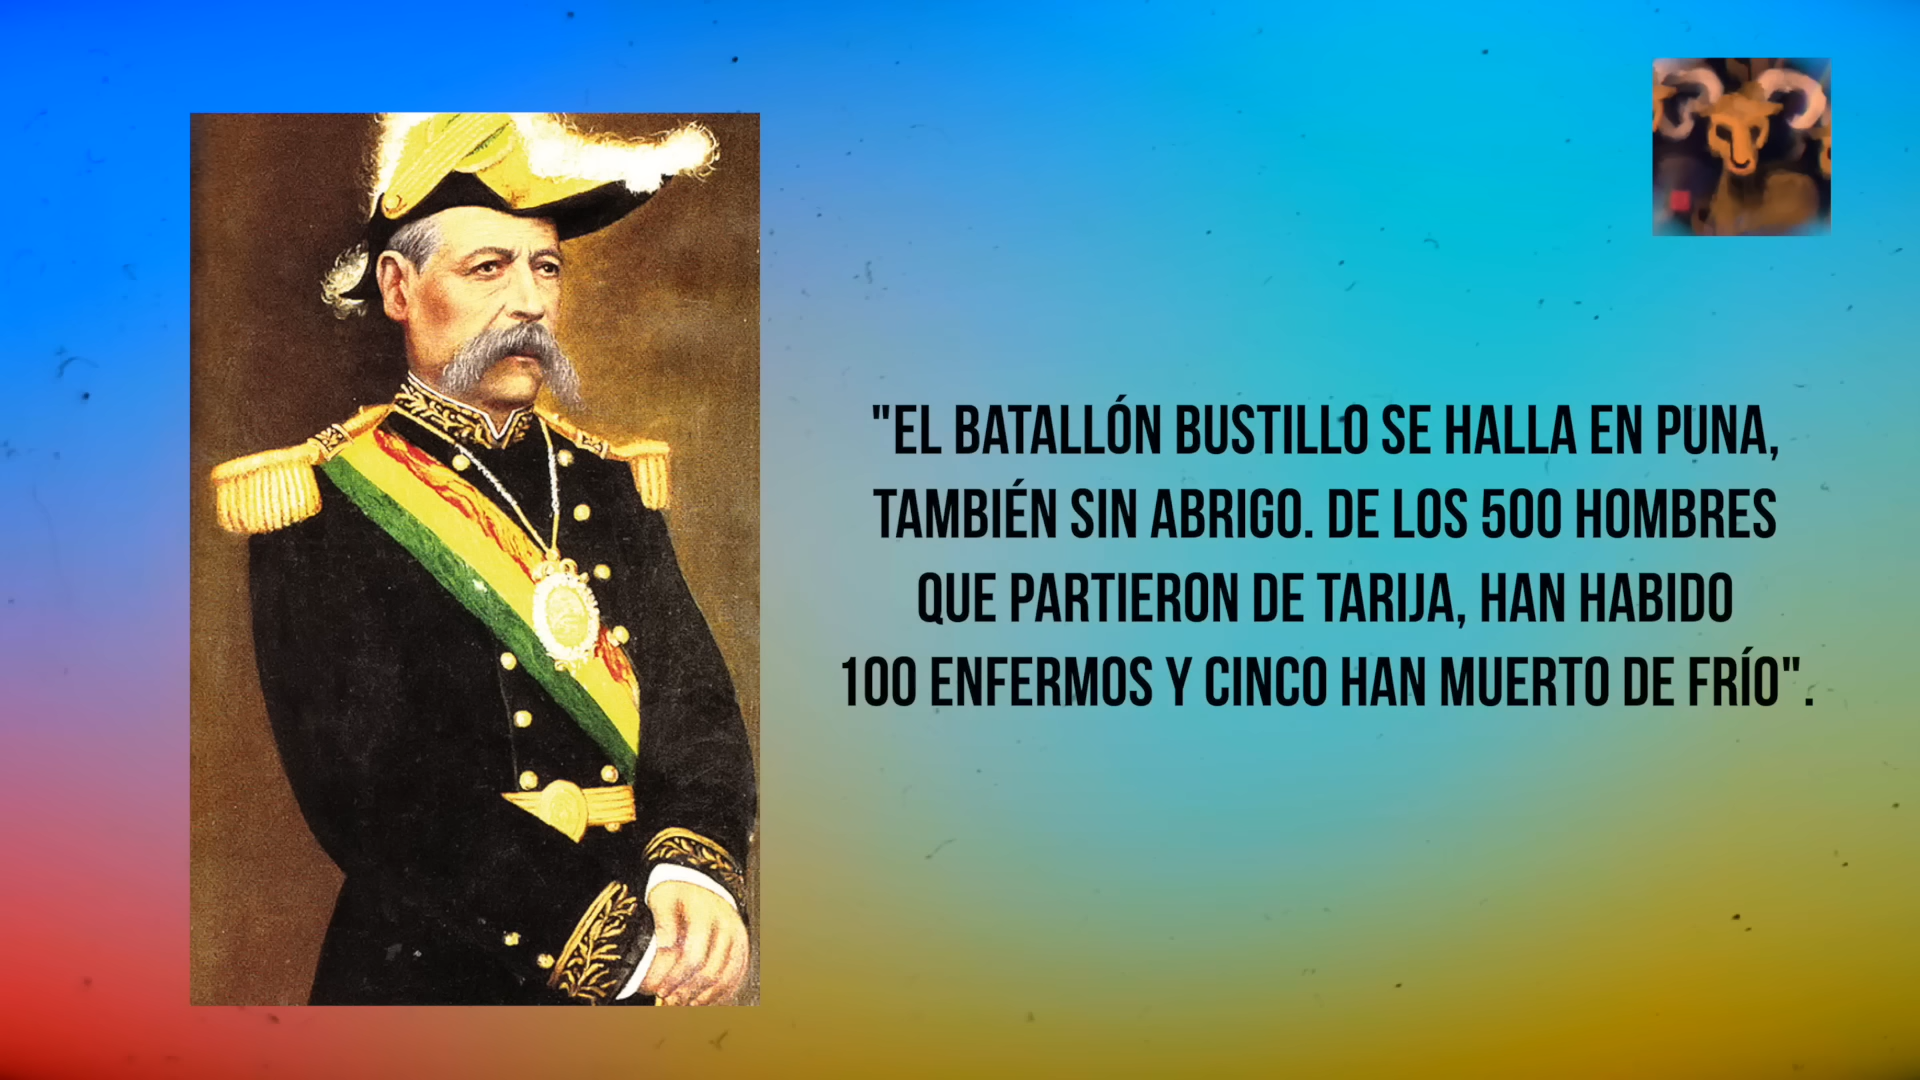 "EL BATALLÓN BUSTILLO SE HALLA EN PUNA,
TAMBIÉN SIN ABRIGO. DE LOS 500 HOMBRES
QUE PARTIERON DE TARIJA, HAN HABIDO
100 ENFERMOS Y CINCO HAN MUERTO DE FRÍO".